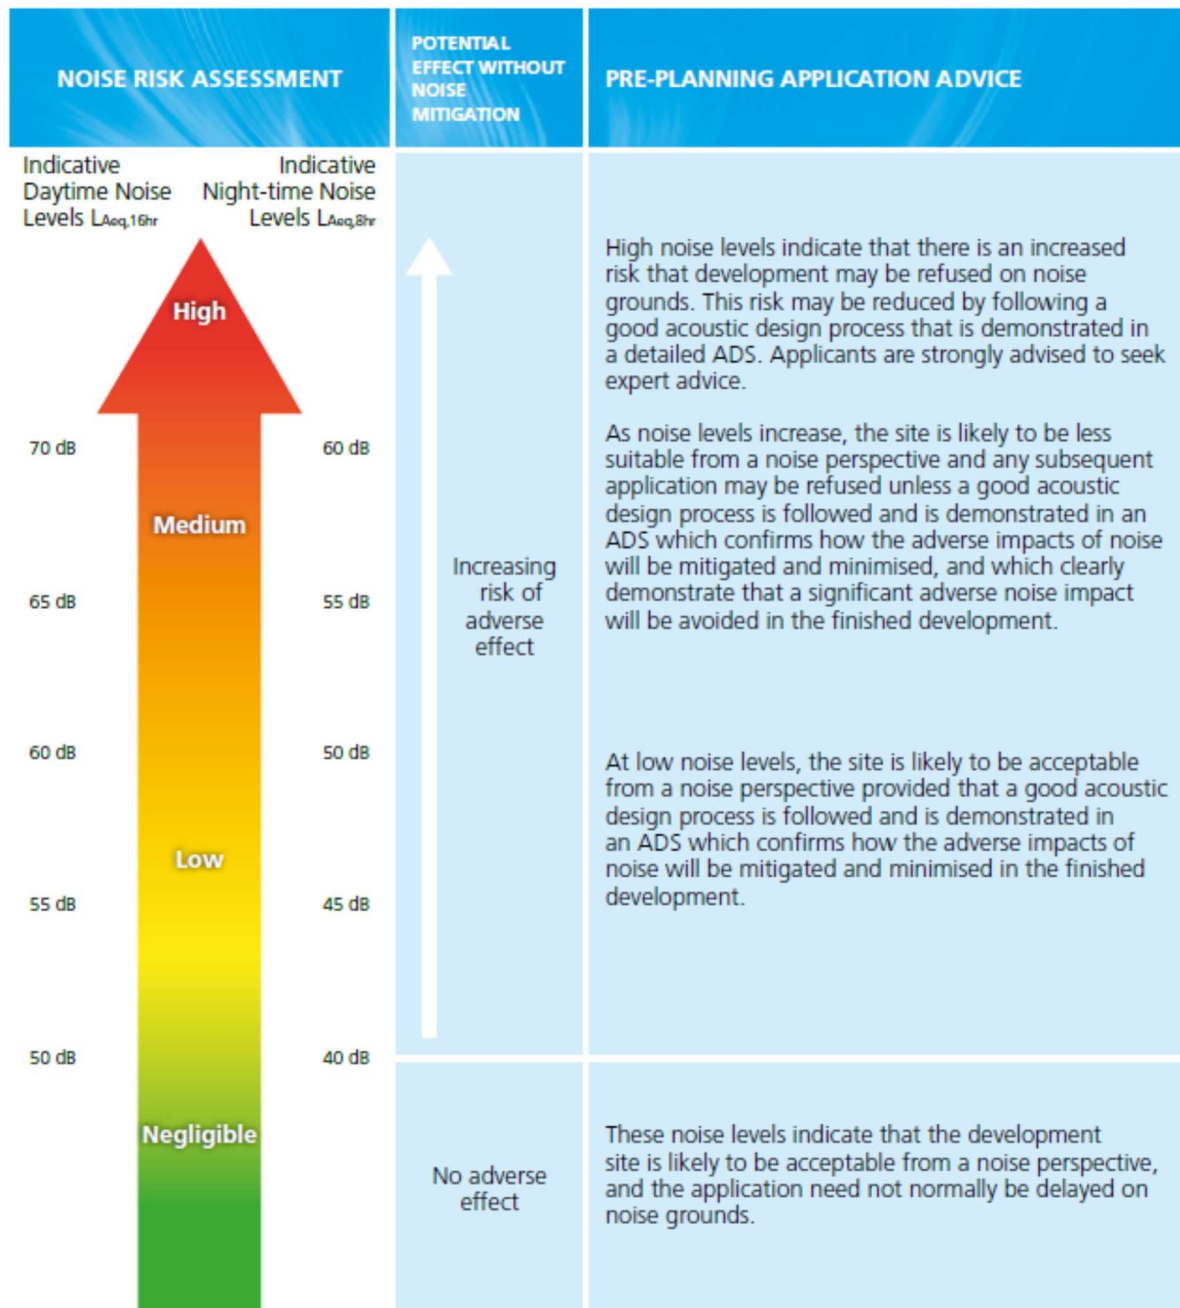 NOISE RISK ASSESSMENT
POTENTIAL
EFFECT WITHOUT
NOISE
MITIGATION
PRE-PLANNING APPLICATION ADVICE
Indicative
Daytime Noise
Levels LAeq,16hr
Indicative
Night-time Noise
Levels LAeq,8hr
High
70 dB
60 dB
Medium
65 dB
55 dB
60 dB
50 dB
Low
55 dB
45 dB
50 dB
40 dB
Negligible
Increasing
risk of
adverse
effect
No adverse
effect
High noise levels indicate that there is an increased
risk that development may be refused on noise
grounds. This risk may be reduced by following a
good acoustic design process that is demonstrated in
a detailed ADS. Applicants are strongly advised to seek
expert advice.
As noise levels increase, the site is likely to be less
suitable from a noise perspective and any subsequent
application may be refused unless a good acoustic
design process is followed and is demonstrated in an
ADS which confirms how the adverse impacts of noise
will be mitigated and minimised, and which clearly
demonstrate that a significant adverse noise impact
will be avoided in the finished development.
At low noise levels, the site is likely to be acceptable
from a noise perspective provided that a good acoustic
design process is followed and is demonstrated in
an ADS which confirms how the adverse impacts of
noise will be mitigated and minimised in the finished
development.
These noise levels indicate that the development
site is likely to be acceptable from a noise perspective,
and the application need not normally be delayed on
noise grounds.